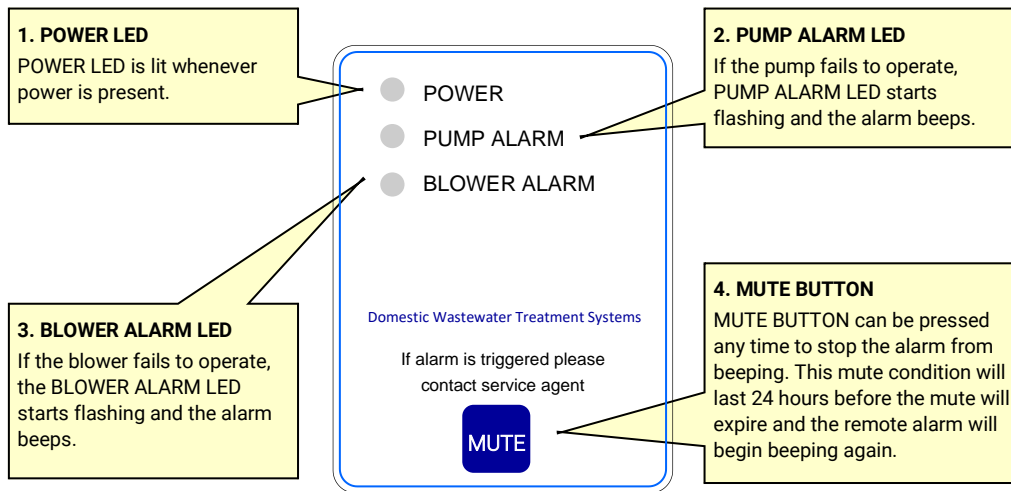 1. POWER LED
POWER LED is lit whenever
power is present.
2. PUMP ALARM LED
If the pump fails to operate,
PUMP ALARM LED starts
flashing and the alarm beeps.
POWER
PUMP ALARM
BLOWER ALARM
3. BLOWER ALARM LED
If the blower fails to operate,
the BLOWER ALARM LED
starts flashing and the alarm
beeps.
Domestic Wastewater Treatment Systems
If alarm is triggered please
contact service agent
MUTE
4. MUTE BUTTON
MUTE BUTTON can be pressed
any time to stop the alarm from
beeping. This mute condition will
last 24 hours before the mute will
expire and the remote alarm will
begin beeping again.